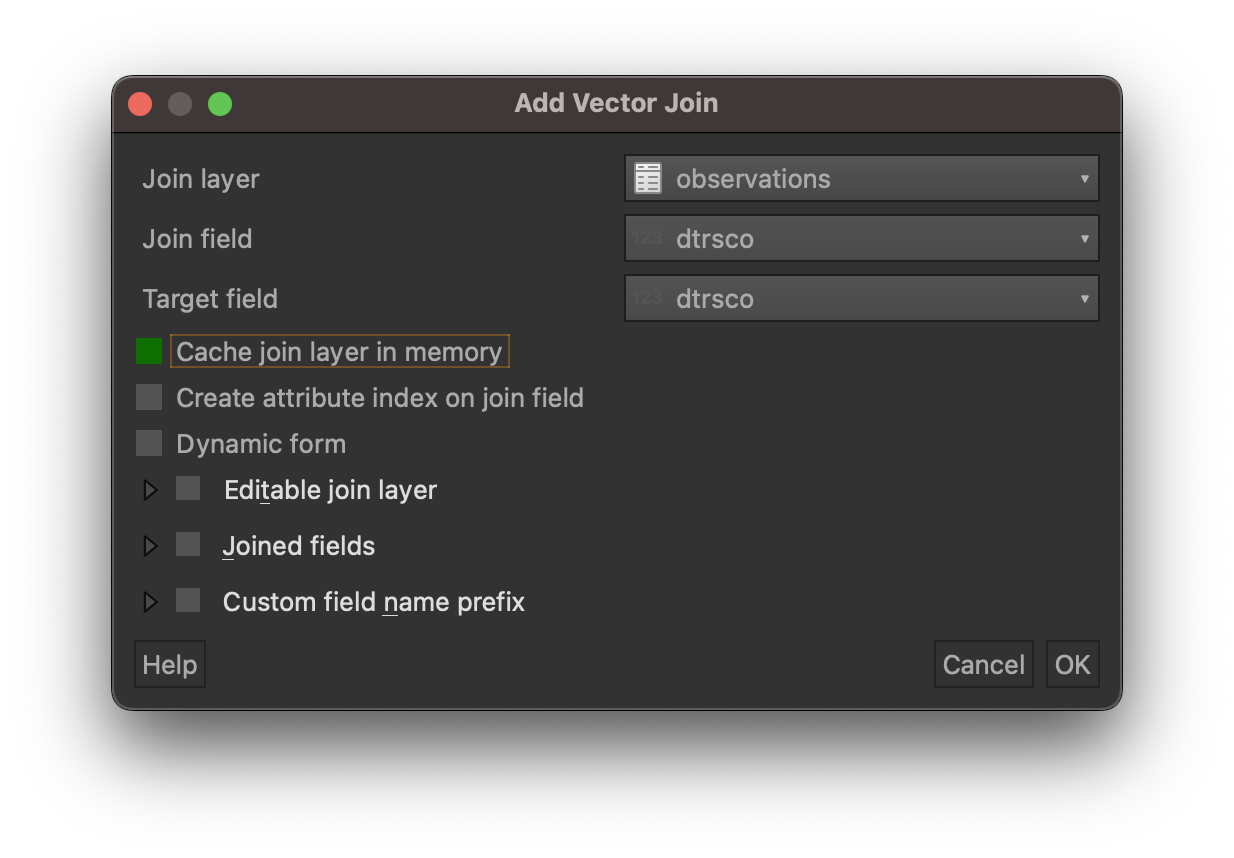 Add Vector Join
Join layer observations
Join field 123 dtrsco
Target field 123 dtrsco
Cache join layer in memory
Create attribute index on join field
Dynamic form
Editable join layer
Joined fields
Custom field name prefix
Help Cancel OK